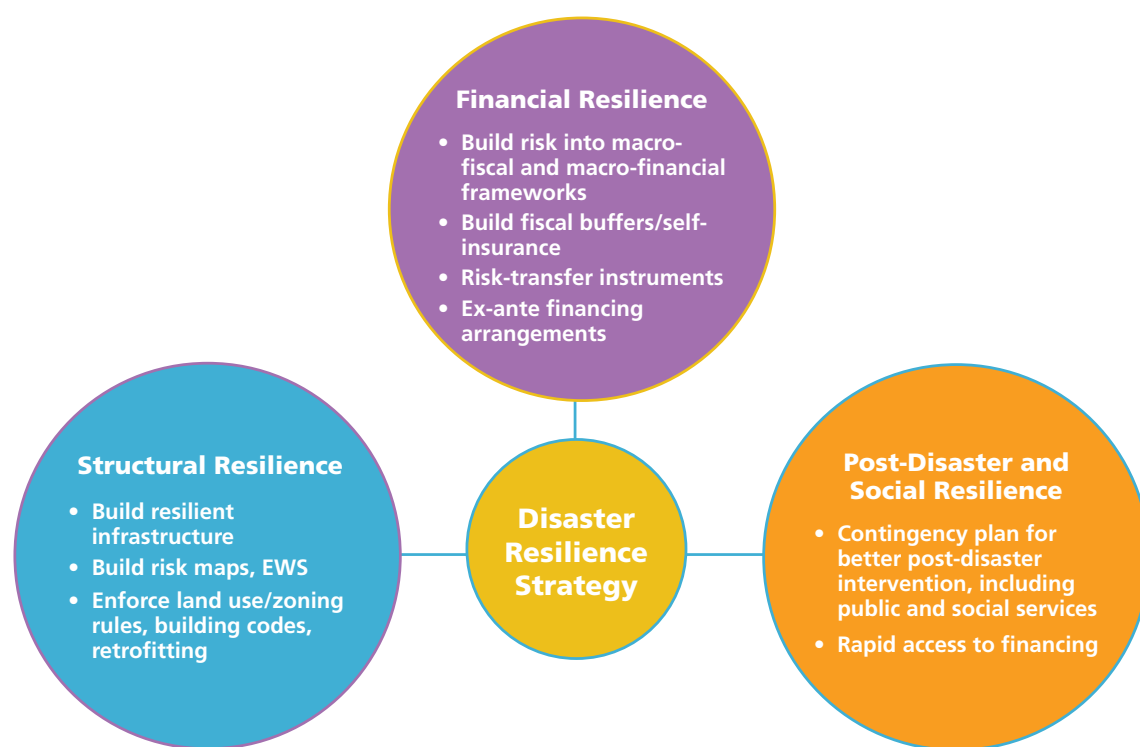 Financial Resilience
• Build risk into macro-
fiscal and macro-financial
frameworks
• Build fiscal buffers/self-
insurance
• Risk-transfer instruments
• Ex-ante financing
arrangements
Structural Resilience
• Build resilient
infrastructure
• Build risk maps, EWS
• Enforce land use/zoning
rules, building codes,
retrofitting
Disaster
Resilience
Strategy
Post-Disaster and
Social Resilience
• Contingency plan for
better post-disaster
intervention, including
public and social services
• Rapid access to financing